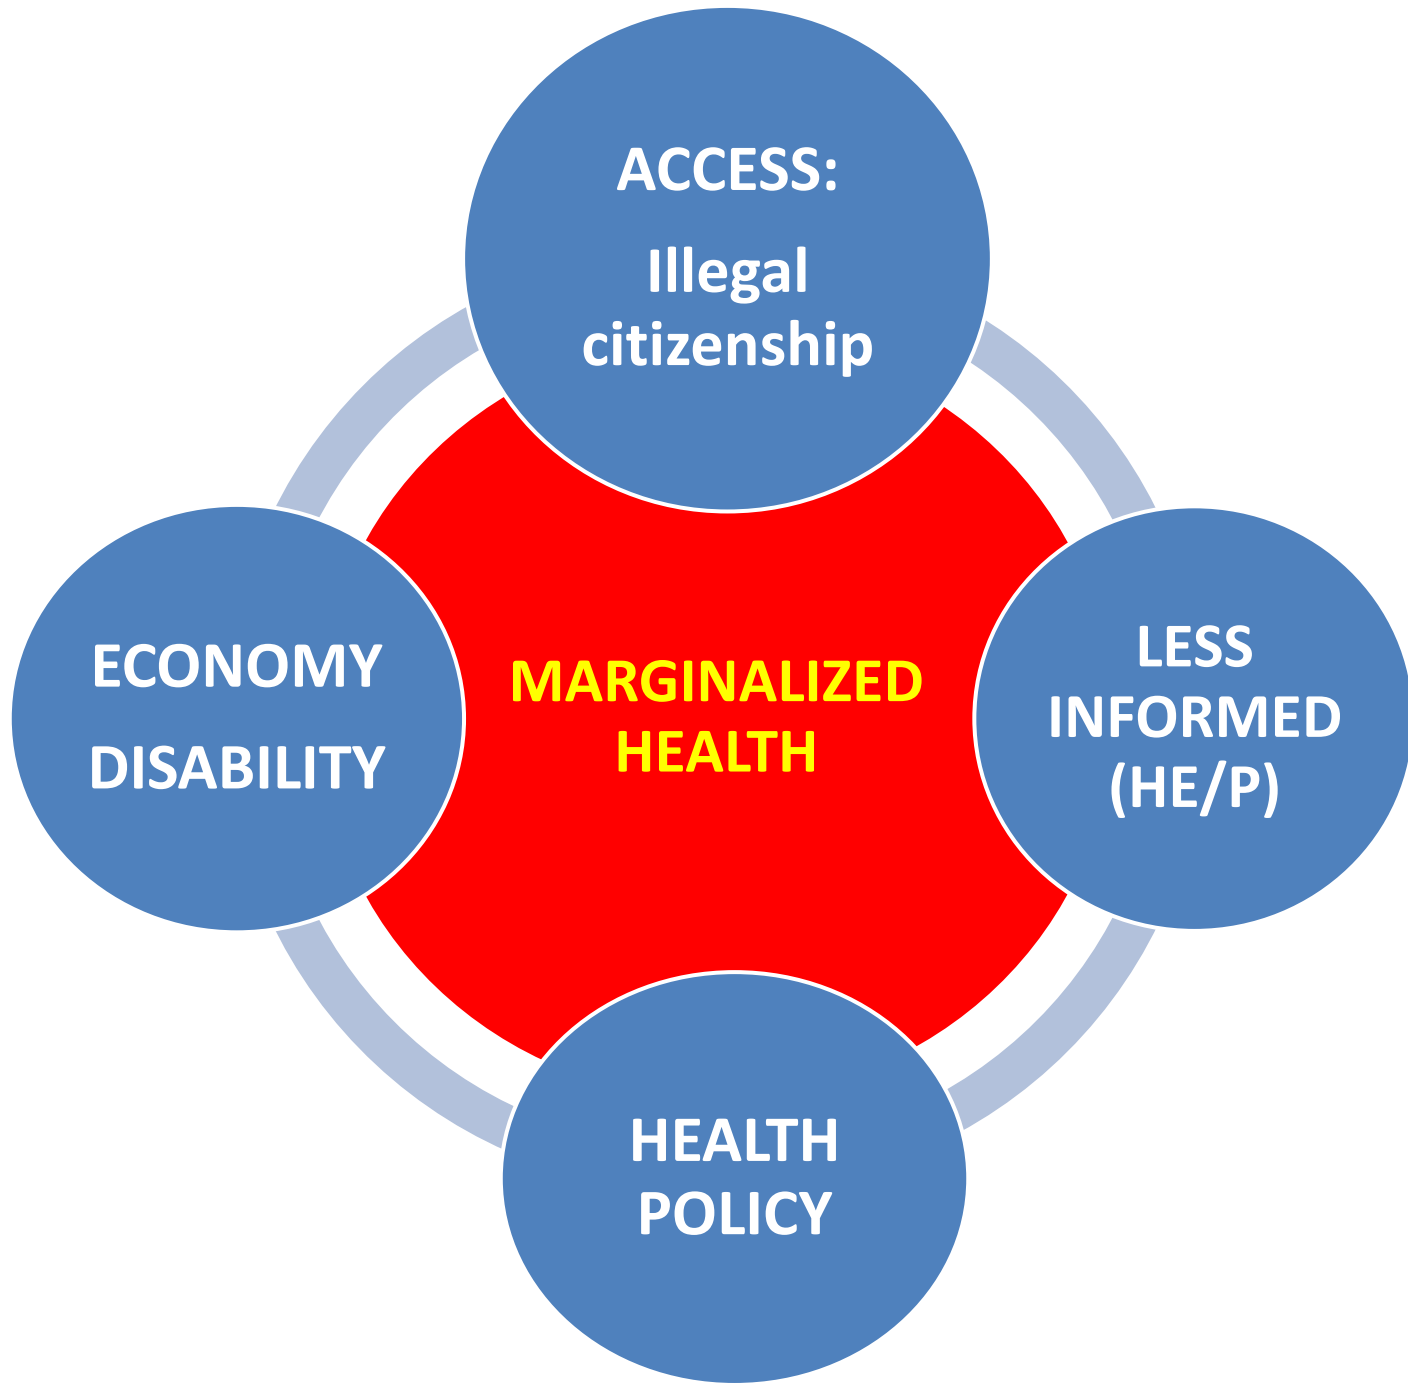 ACCESS:
Illegal
citizenship
ECONOMY
DISABILITY
MARGINALIZED
HEALTH
LESS
INFORMED
(HE/P)
HEALTH
POLICY